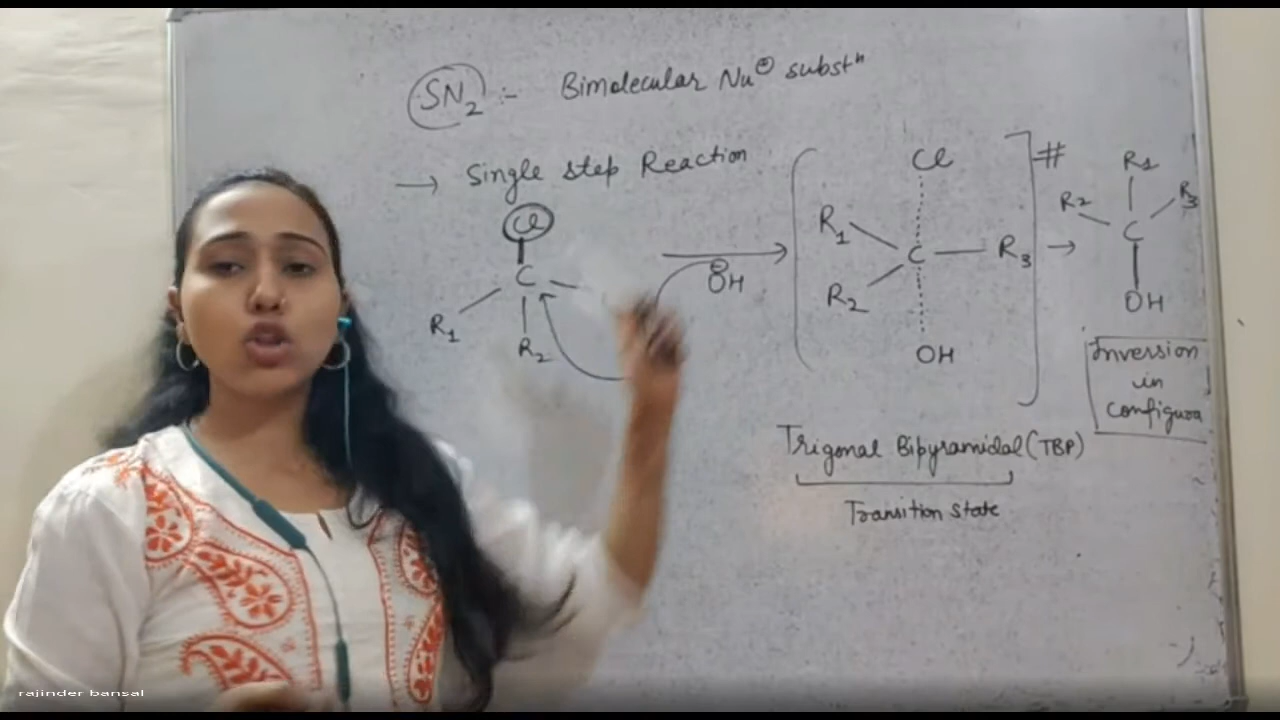 SN2 :- Bimolecular Nu⊖ substⁿ
→ Single step Reaction
Cl
C
R1
R2
⊖
OH
Cl
R1
C
R3
R2
OH
#
→
R1
R2
R3
C
OH
Inversion
in
configura
Trigonal Bipyramidal (TBP)
Transition state
rajinder bansal